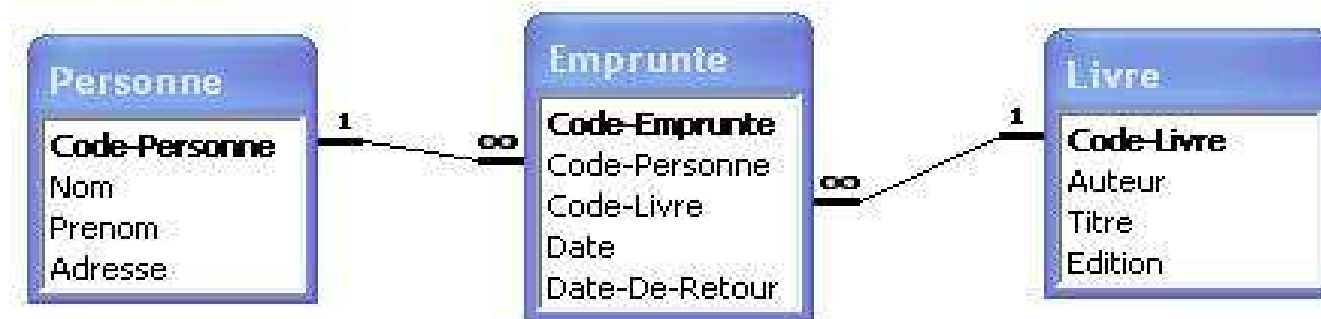 Personne
Code-Personne
Nom
Prenom
Adresse
1
∞
Emprunte
Code-Emprunte
Code-Personne
Code-Livre
Date
Date-De-Retour
∞
1
Livre
Code-Livre
Auteur
Titre
Edition